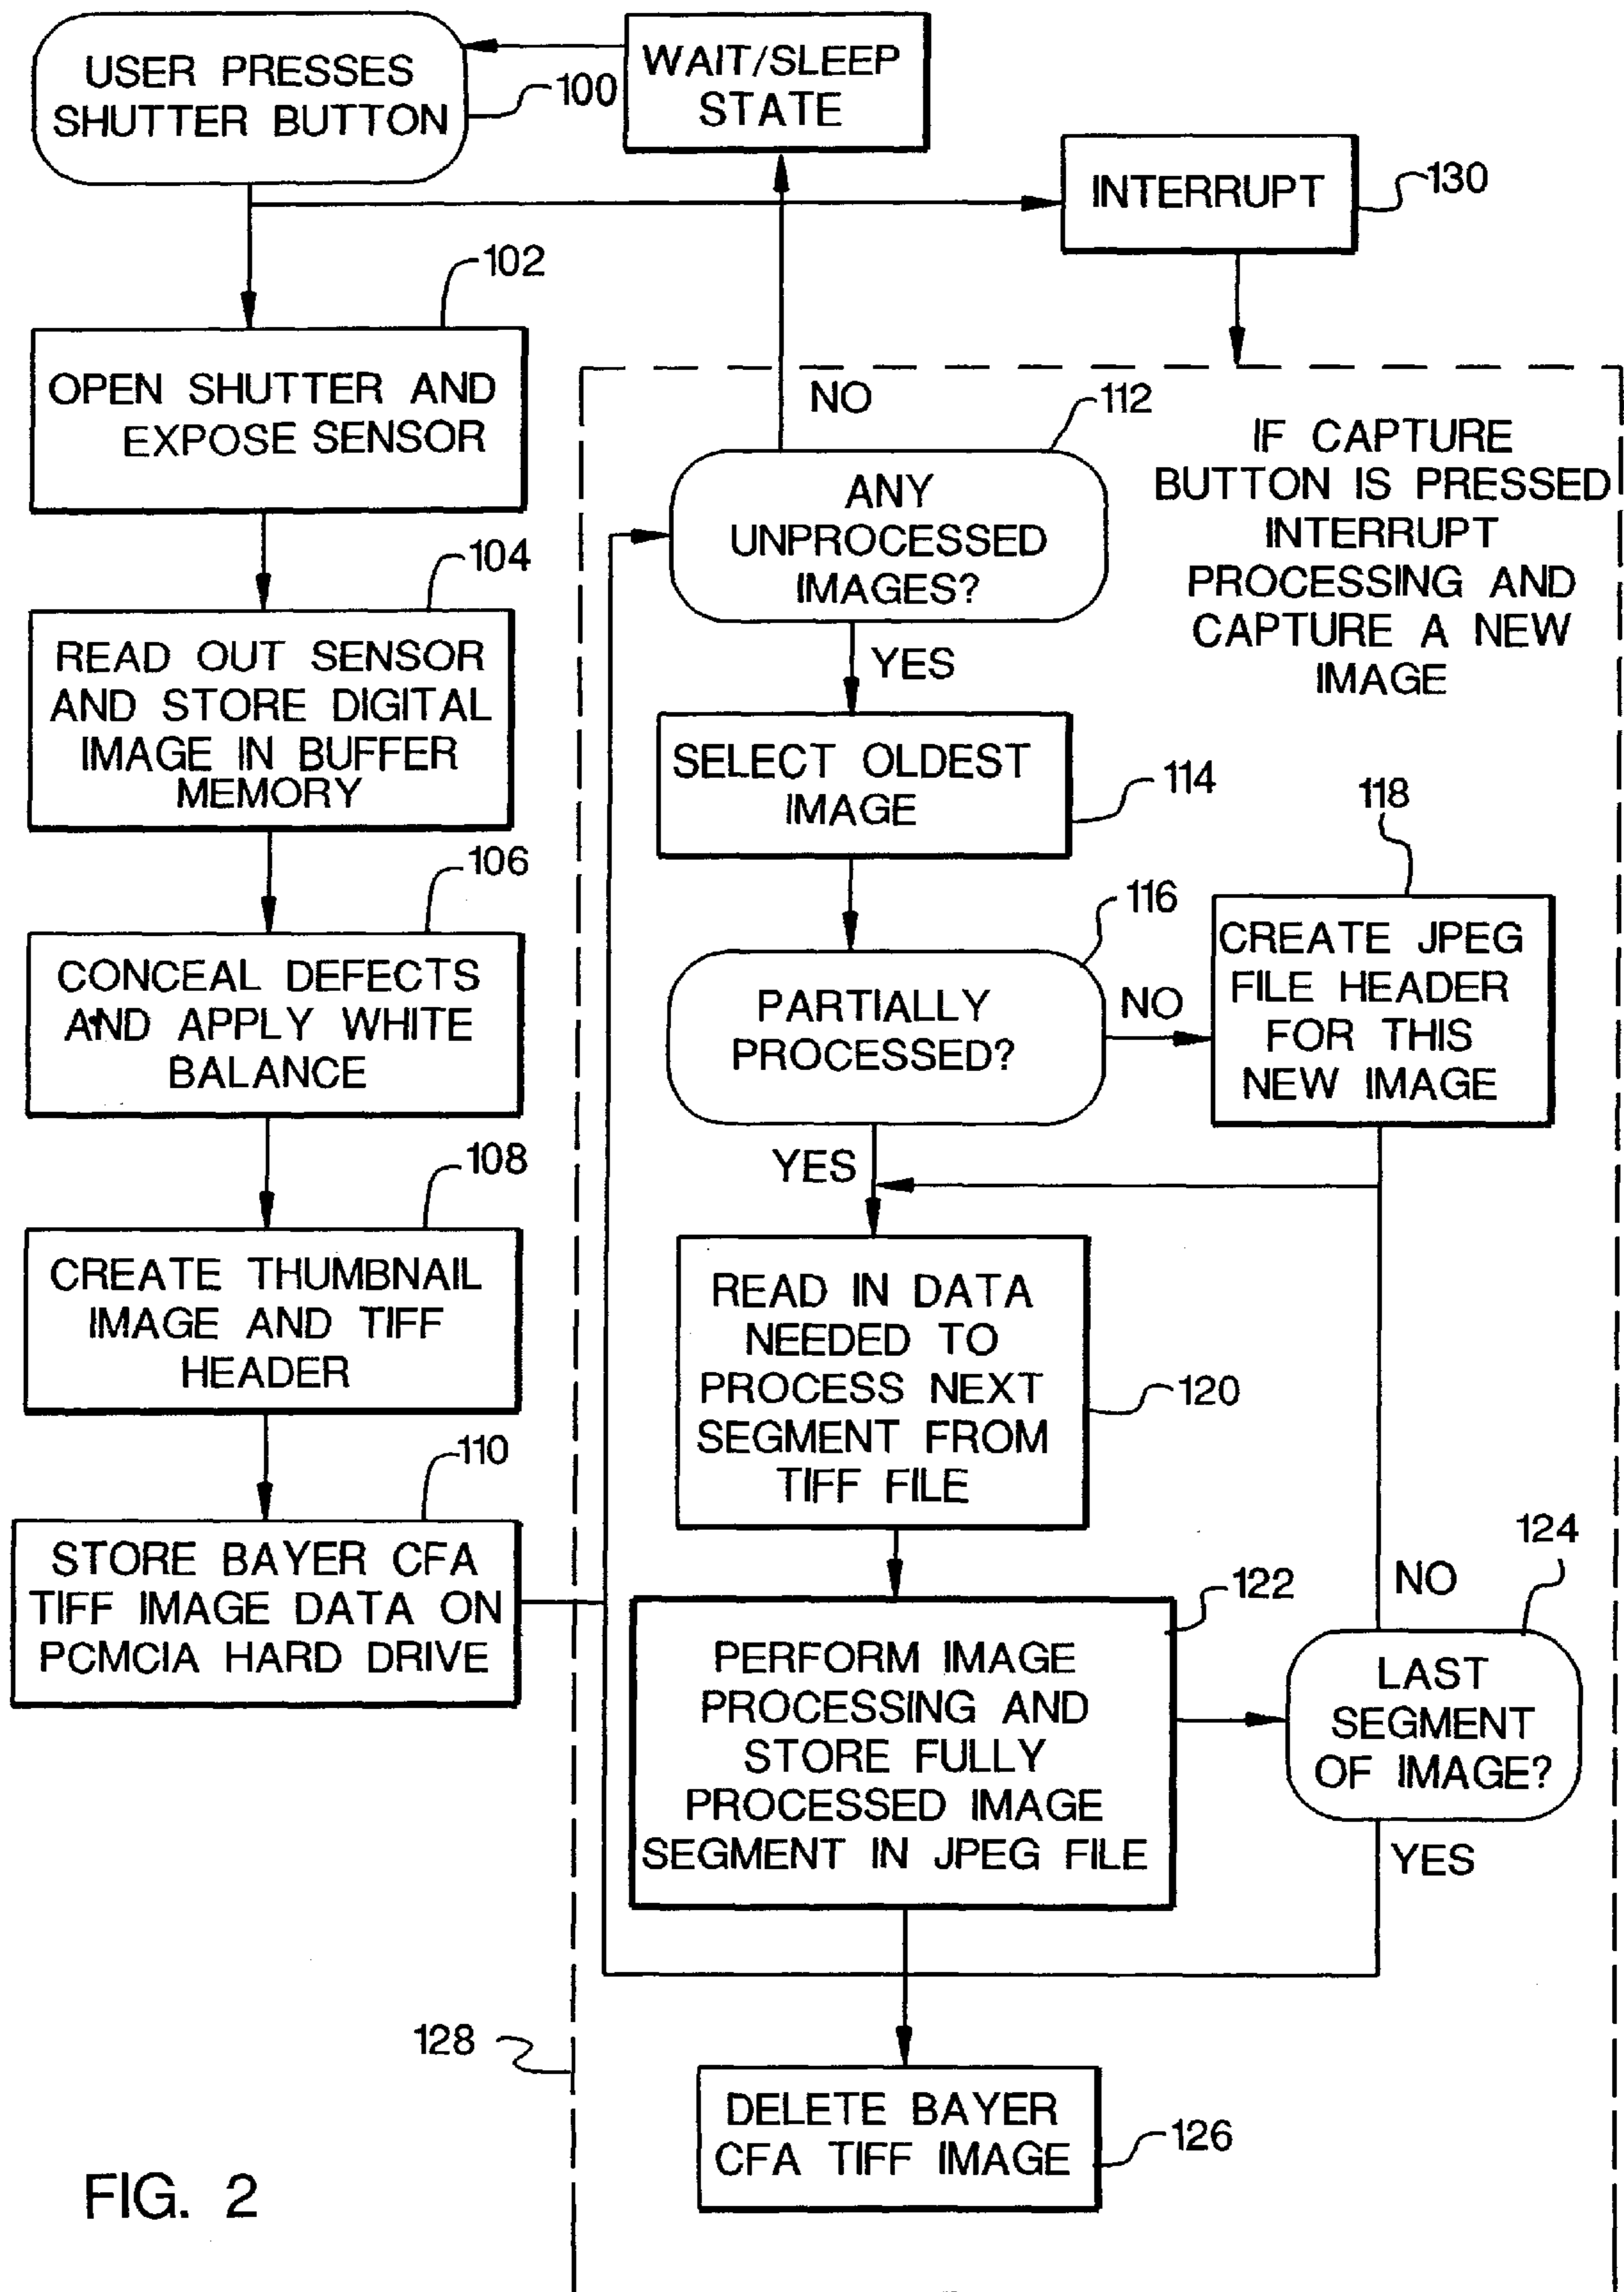 USER PRESSES
SHUTTER BUTTON
100
WAIT/SLEEP
STATE
INTERRUPT
130
102
OPEN SHUTTER AND
EXPOSE SENSOR
104
READ OUT SENSOR
AND STORE DIGITAL
IMAGE IN BUFFER
MEMORY
106
CONCEAL DEFECTS
AND APPLY WHITE
BALANCE
108
CREATE THUMBNAIL
IMAGE AND TIFF
HEADER
110
STORE BAYER CFA
TIFF IMAGE DATA ON
PCMCIA HARD DRIVE
NO
112
ANY
UNPROCESSED
IMAGES?
IF CAPTURE
BUTTON IS PRESSED
INTERRUPT
PROCESSING AND
CAPTURE A NEW
IMAGE
YES
SELECT OLDEST
IMAGE
114
116
PARTIALLY
PROCESSED?
NO
118
CREATE JPEG
FILE HEADER
FOR THIS
NEW IMAGE
YES
READ IN DATA
NEEDED TO
PROCESS NEXT
SEGMENT FROM
TIFF FILE
120
122
PERFORM IMAGE
PROCESSING AND
STORE FULLY
PROCESSED IMAGE
SEGMENT IN JPEG FILE
NO
124
LAST
SEGMENT
OF IMAGE?
YES
128
DELETE BAYER
CFA TIFF IMAGE
126
FIG. 2